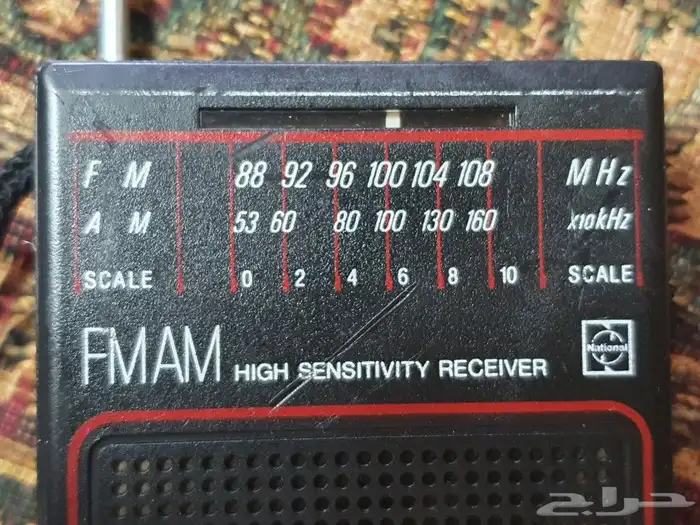 FM 88 92 96 100 104 108 MHz
AM 53 60 80 100 130 160 x10kHz
SCALE 0 2 4 6 8 10 SCALE
FM AM HIGH SENSITIVITY RECEIVER National
حراج